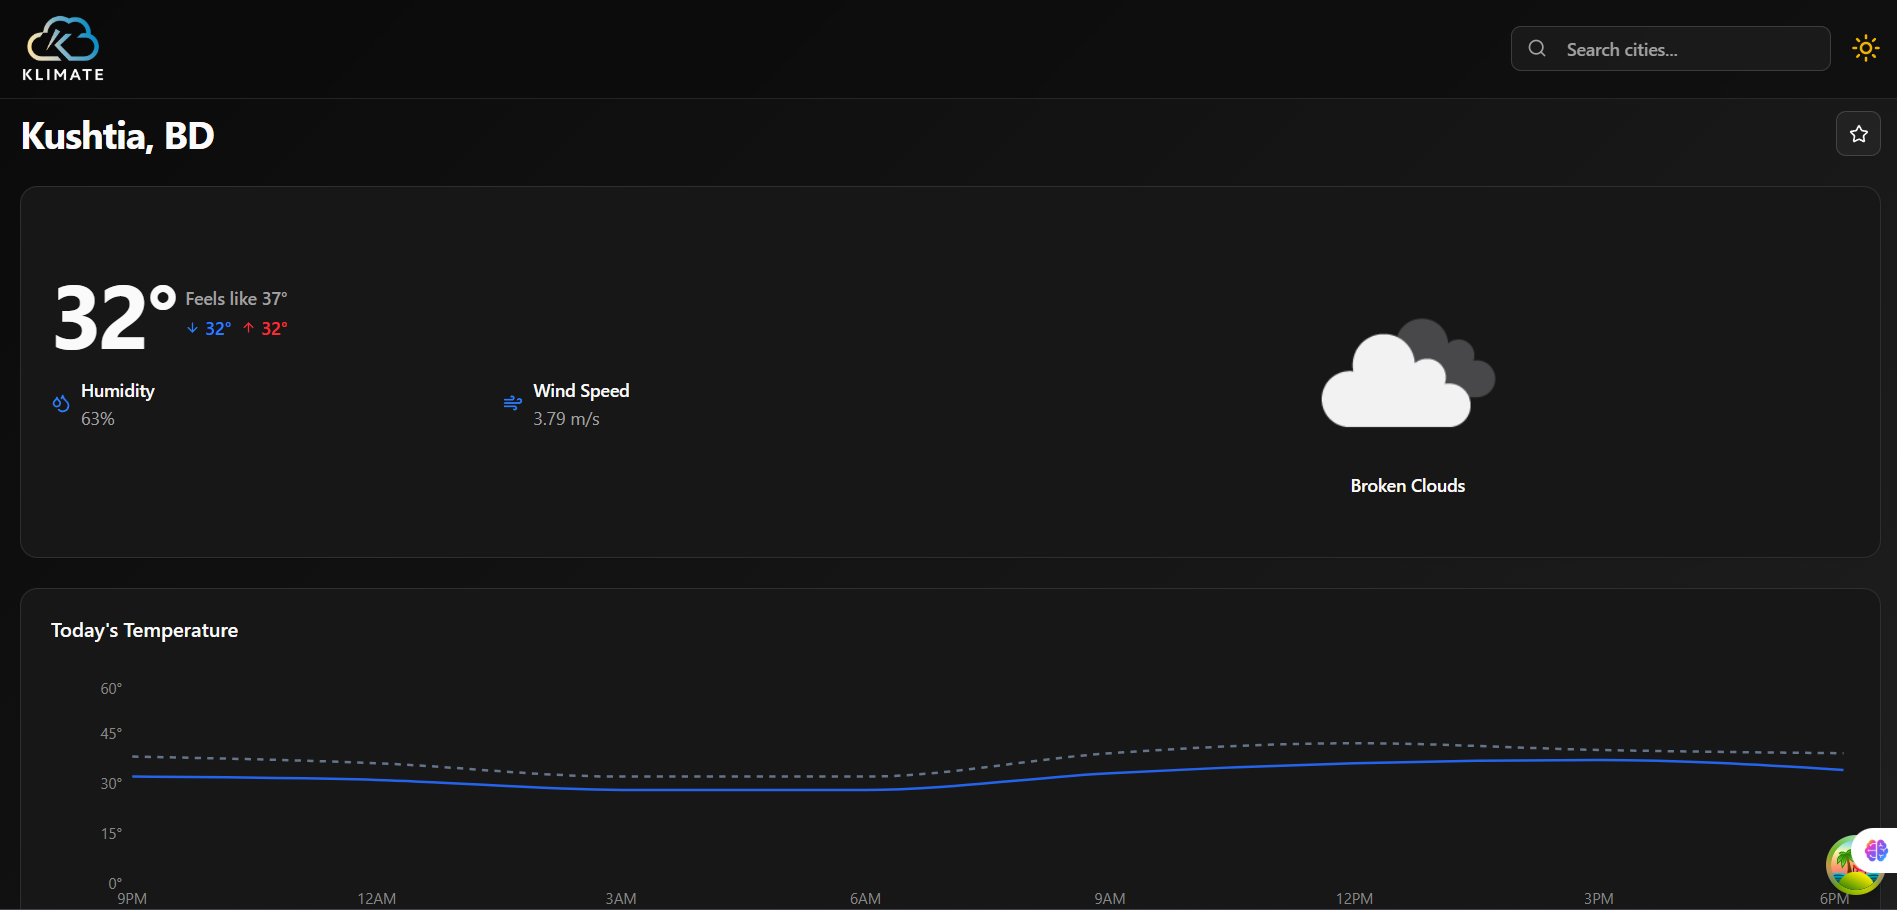 KLIMATE
Search cities...
Kushtia, BD
32°
Feels like 37°
↓ 32° ↑ 32°
Humidity
63%
Wind Speed
3.79 m/s
Broken Clouds
Today's Temperature
60°
45°
30°
15°
0°
9PM 12AM 3AM 6AM 9AM 12PM 3PM 6PM